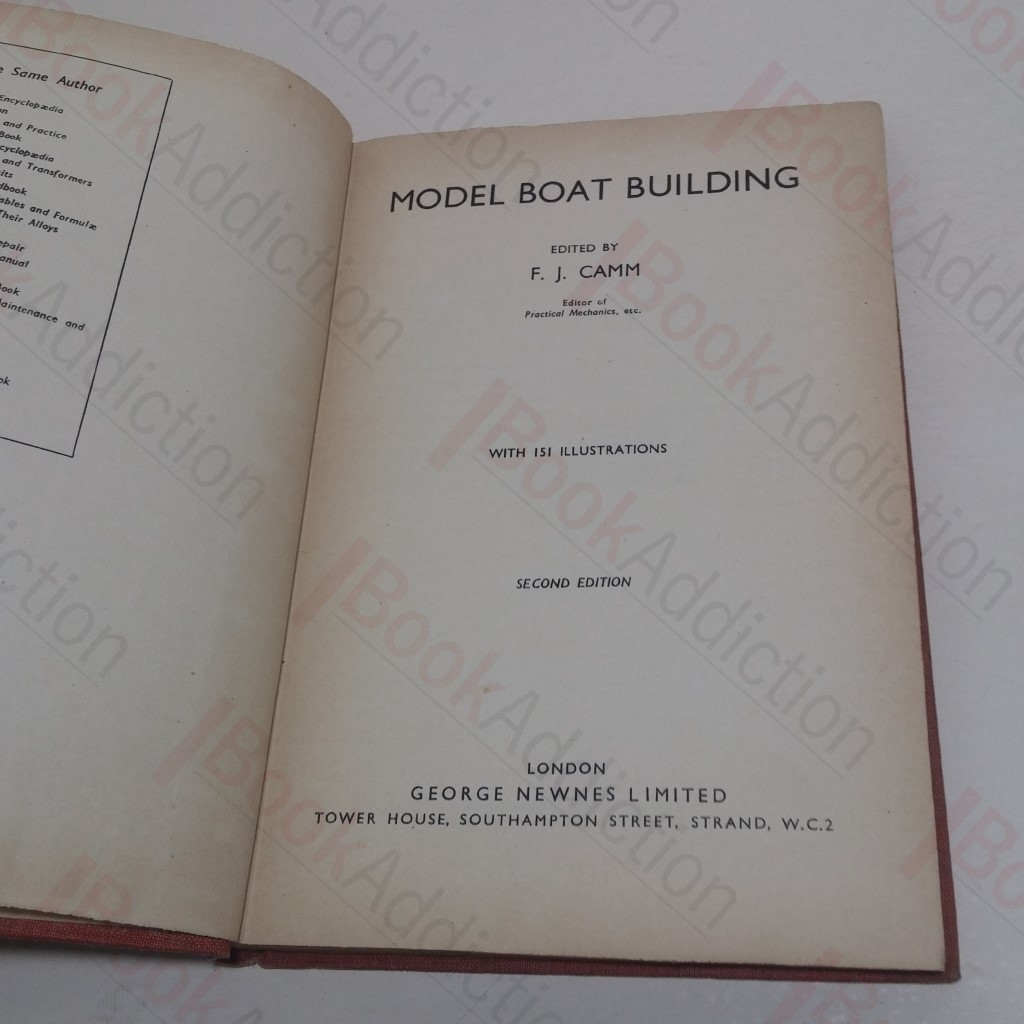 e Same Author
Encyclopædia
on
and Practice
Book
cyclopædia
and Transformers
its
dbook
ables and Formulæ
Their Alloys
epair
anual
ook
aintenance and
ok
MODEL BOAT BUILDING
EDITED BY
F. J. CAMM
Editor of
Practical Mechanics, etc.
WITH 151 ILLUSTRATIONS
SECOND EDITION
LONDON
GEORGE NEWNES LIMITED
TOWER HOUSE, SOUTHAMPTON STREET, STRAND, W.C.2
BookAddiction